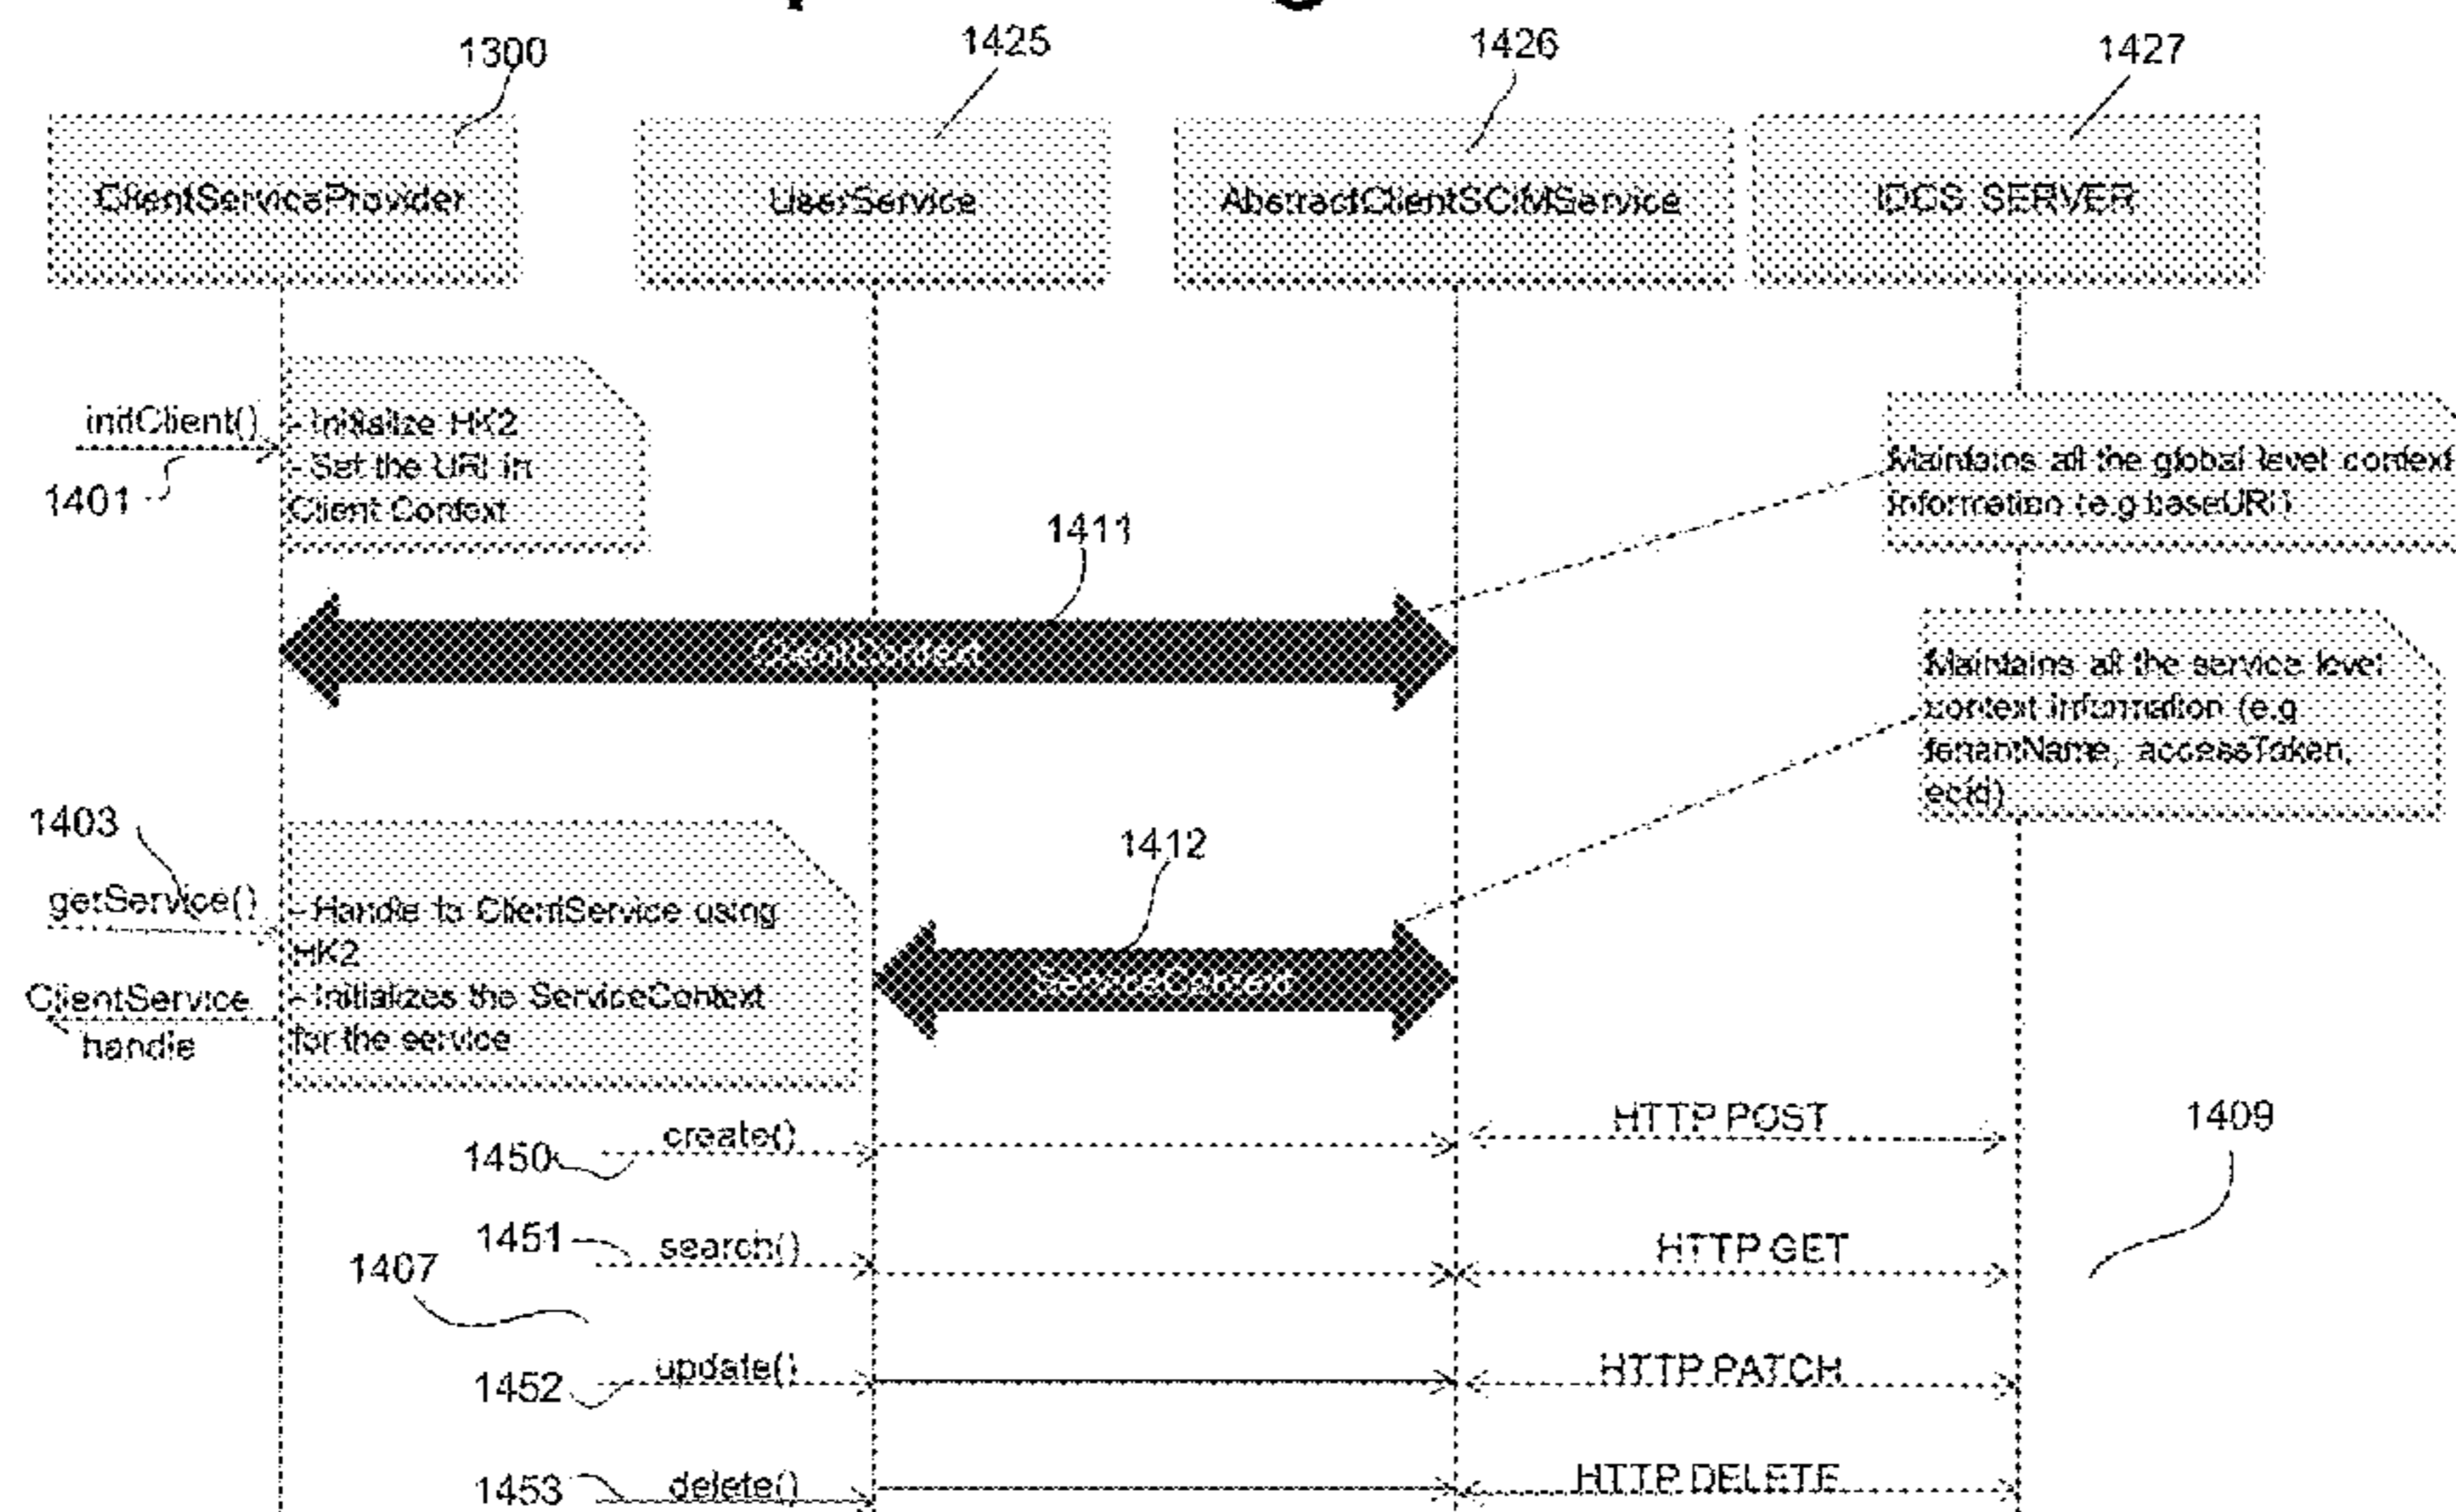 1300
1425
1426
1427
ClientServiceProvider
UserService
AbstractClientSCIMService
IDCS SERVER
initClient()
1401
- Initialize HK2
- Set the URI in
Client Context
Maintains all the global level context
information (e.g baseURI)
1411
ClientContext
Maintains all the service level
context information (e.g
tenantName, accessToken,
ecid)
1403
getService()
ClientService
handle
- Handle to ClientService using
HK2
- Initializes the ServiceContext
for the service
1412
ServiceContext
1450
create()
HTTP POST
1409
1451
search()
HTTP GET
1407
1452
update()
HTTP PATCH
1453
delete()
HTTP DELETE